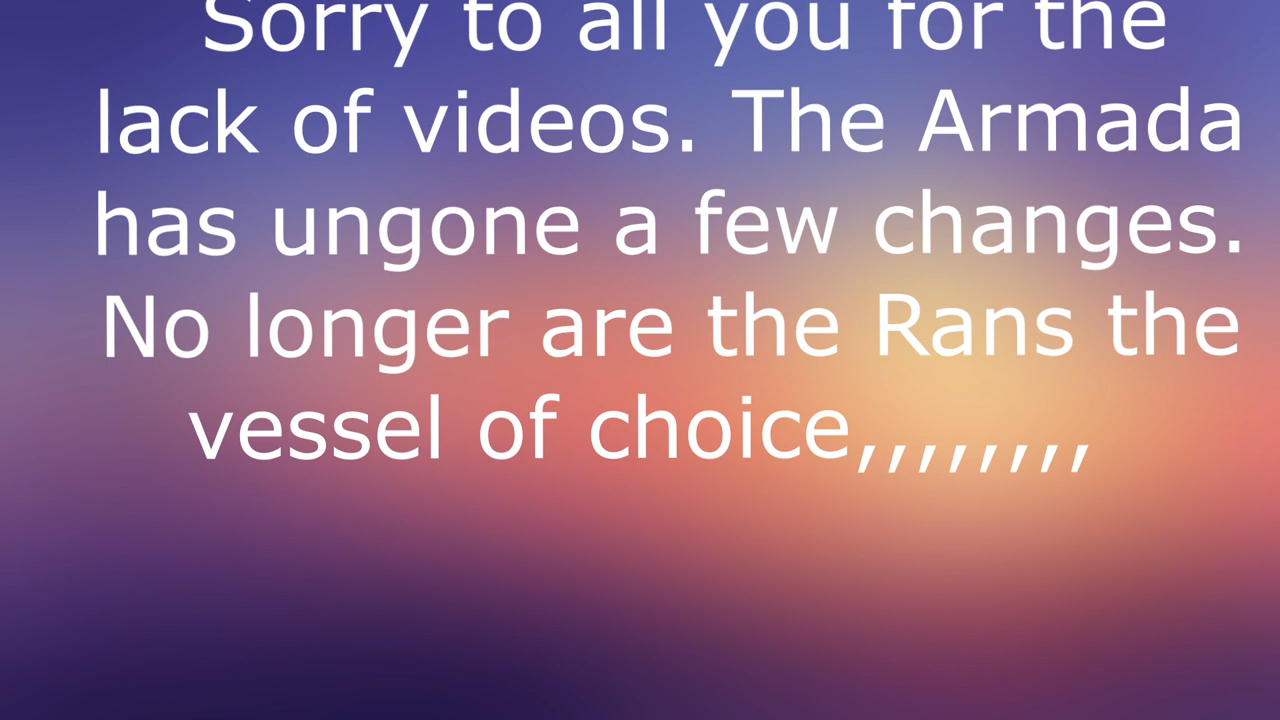 Sorry to all you for the
lack of videos. The Armada
has ungone a few changes.
No longer are the Rans the
vessel of choice,,,,,,,,